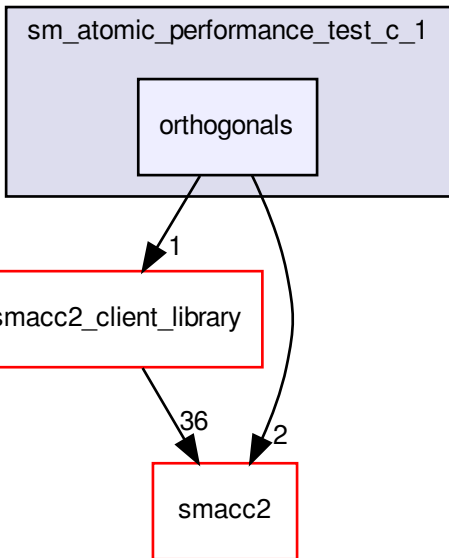 sm_atomic_performance_test_c_1
orthogonals
1
smacc2_client_library
36
2
smacc2